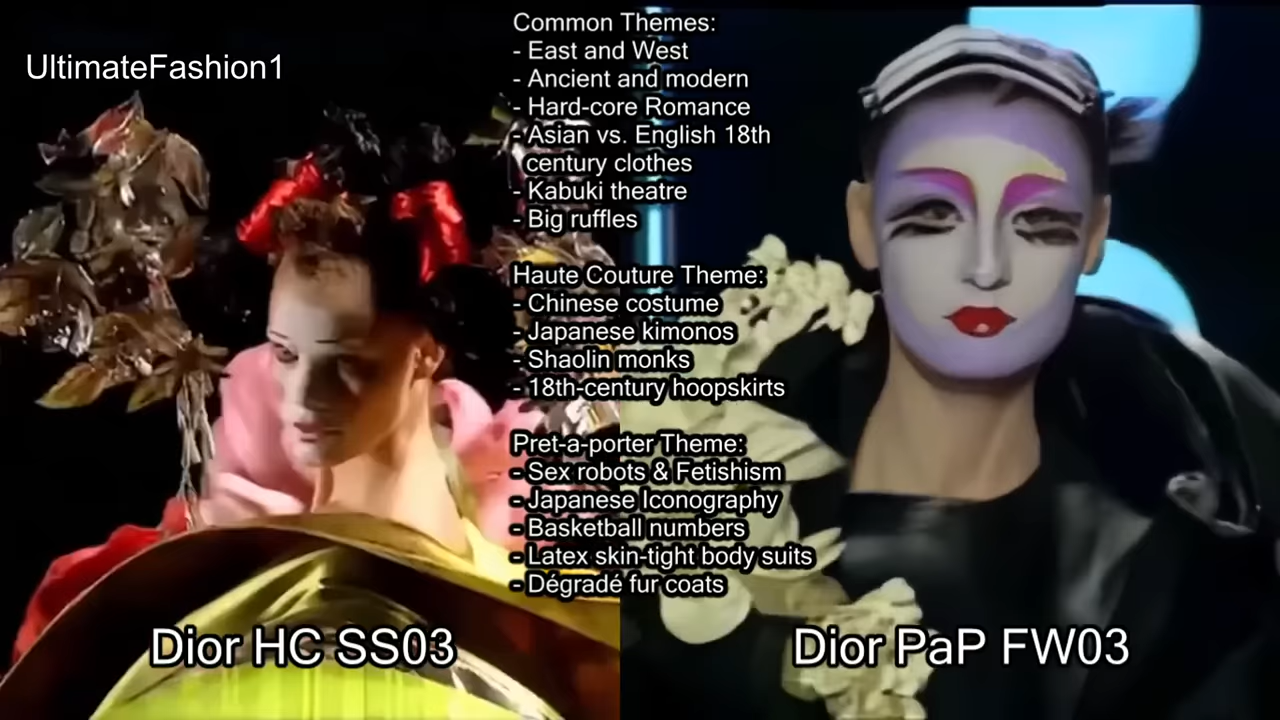 UltimateFashion1
Common Themes:
- East and West
- Ancient and modern
- Hard-core Romance
- Asian vs. English 18th
century clothes
- Kabuki theatre
- Big ruffles
Haute Couture Theme:
- Chinese costume
- Japanese kimonos
- Shaolin monks
- 18th-century hoopskirts
Pret-a-porter Theme:
- Sex robots & Fetishism
- Japanese Iconography
- Basketball numbers
- Latex skin-tight body suits
- Dégradé fur coats
Dior HC SS03
Dior PaP FW03